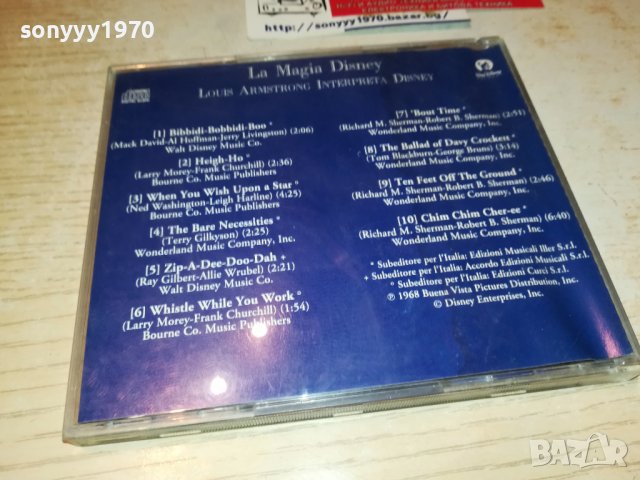 sonyyy1970
http://sonyyy1970.bazar.bg/
La Magia Disney
LOUIS ARMSTRONG INTERPRETA DISNEY
[1] Bibbidi-Bobbidi-Boo *
(Mack David-Al Hoffman-Jerry Livingston) (2:06)
Walt Disney Music Co.
[2] Heigh-Ho °
(Larry Morey-Frank Churchill) (2:36)
Bourne Co. Music Publishers
[3] When You Wish Upon a Star °
(Ned Washington-Leigh Harline) (4:25)
Bourne Co. Music Publishers
[4] The Bare Necessities *
(Terry Gilkyson) (2:25)
Wonderland Music Company, Inc.
[5] Zip-A-Dee-Doo-Dah +
(Ray Gilbert-Allie Wrubel) (2:21)
Walt Disney Music Co.
[6] Whistle While You Work °
(Larry Morey-Frank Churchill) (1:54)
Bourne Co. Music Publishers
[7] 'Bout Time *
(Richard M. Sherman-Robert B. Sherman) (2:51)
Wonderland Music Company, Inc.
[8] The Ballad of Davy Crockett *
(Tom Blackburn-George Bruns) (3:14)
Wonderland Music Company, Inc.
[9] Ten Feet Off The Ground *
(Richard M. Sherman-Robert B. Sherman) (2:46)
Wonderland Music Company, Inc.
[10] Chim Chim Cher-ee *
(Richard M. Sherman-Robert B. Sherman) (6:40)
Wonderland Music Company, Inc.
* Subeditore per l'Italia: Edizioni Musicali Iller S.r.l.
+ Subeditore per l'Italia: Accordo Edizioni Musicali S.r.l.
° Subeditore per l'Italia: Edizioni Curci S.r.l.
℗ 1968 Buena Vista Pictures Distribution, Inc.
© Disney Enterprises, Inc.
BAZAR
sonyyy1970